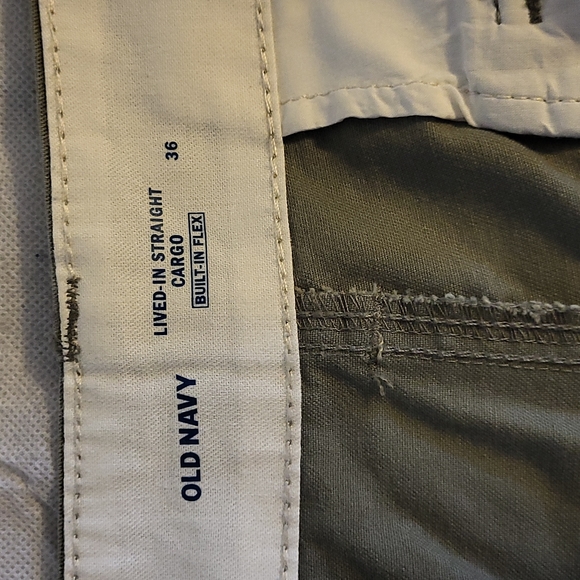 OLD NAVY
LIVED-IN STRAIGHT
CARGO
BUILT-IN FLEX
36